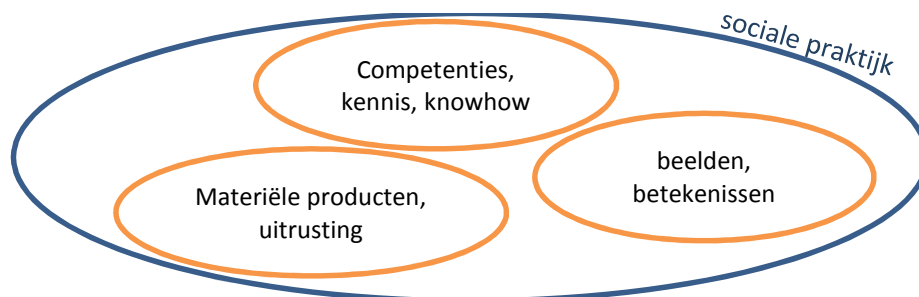 sociale praktijk
Competenties,
kennis, knowhow
beelden,
betekenissen
Materiële producten,
uitrusting